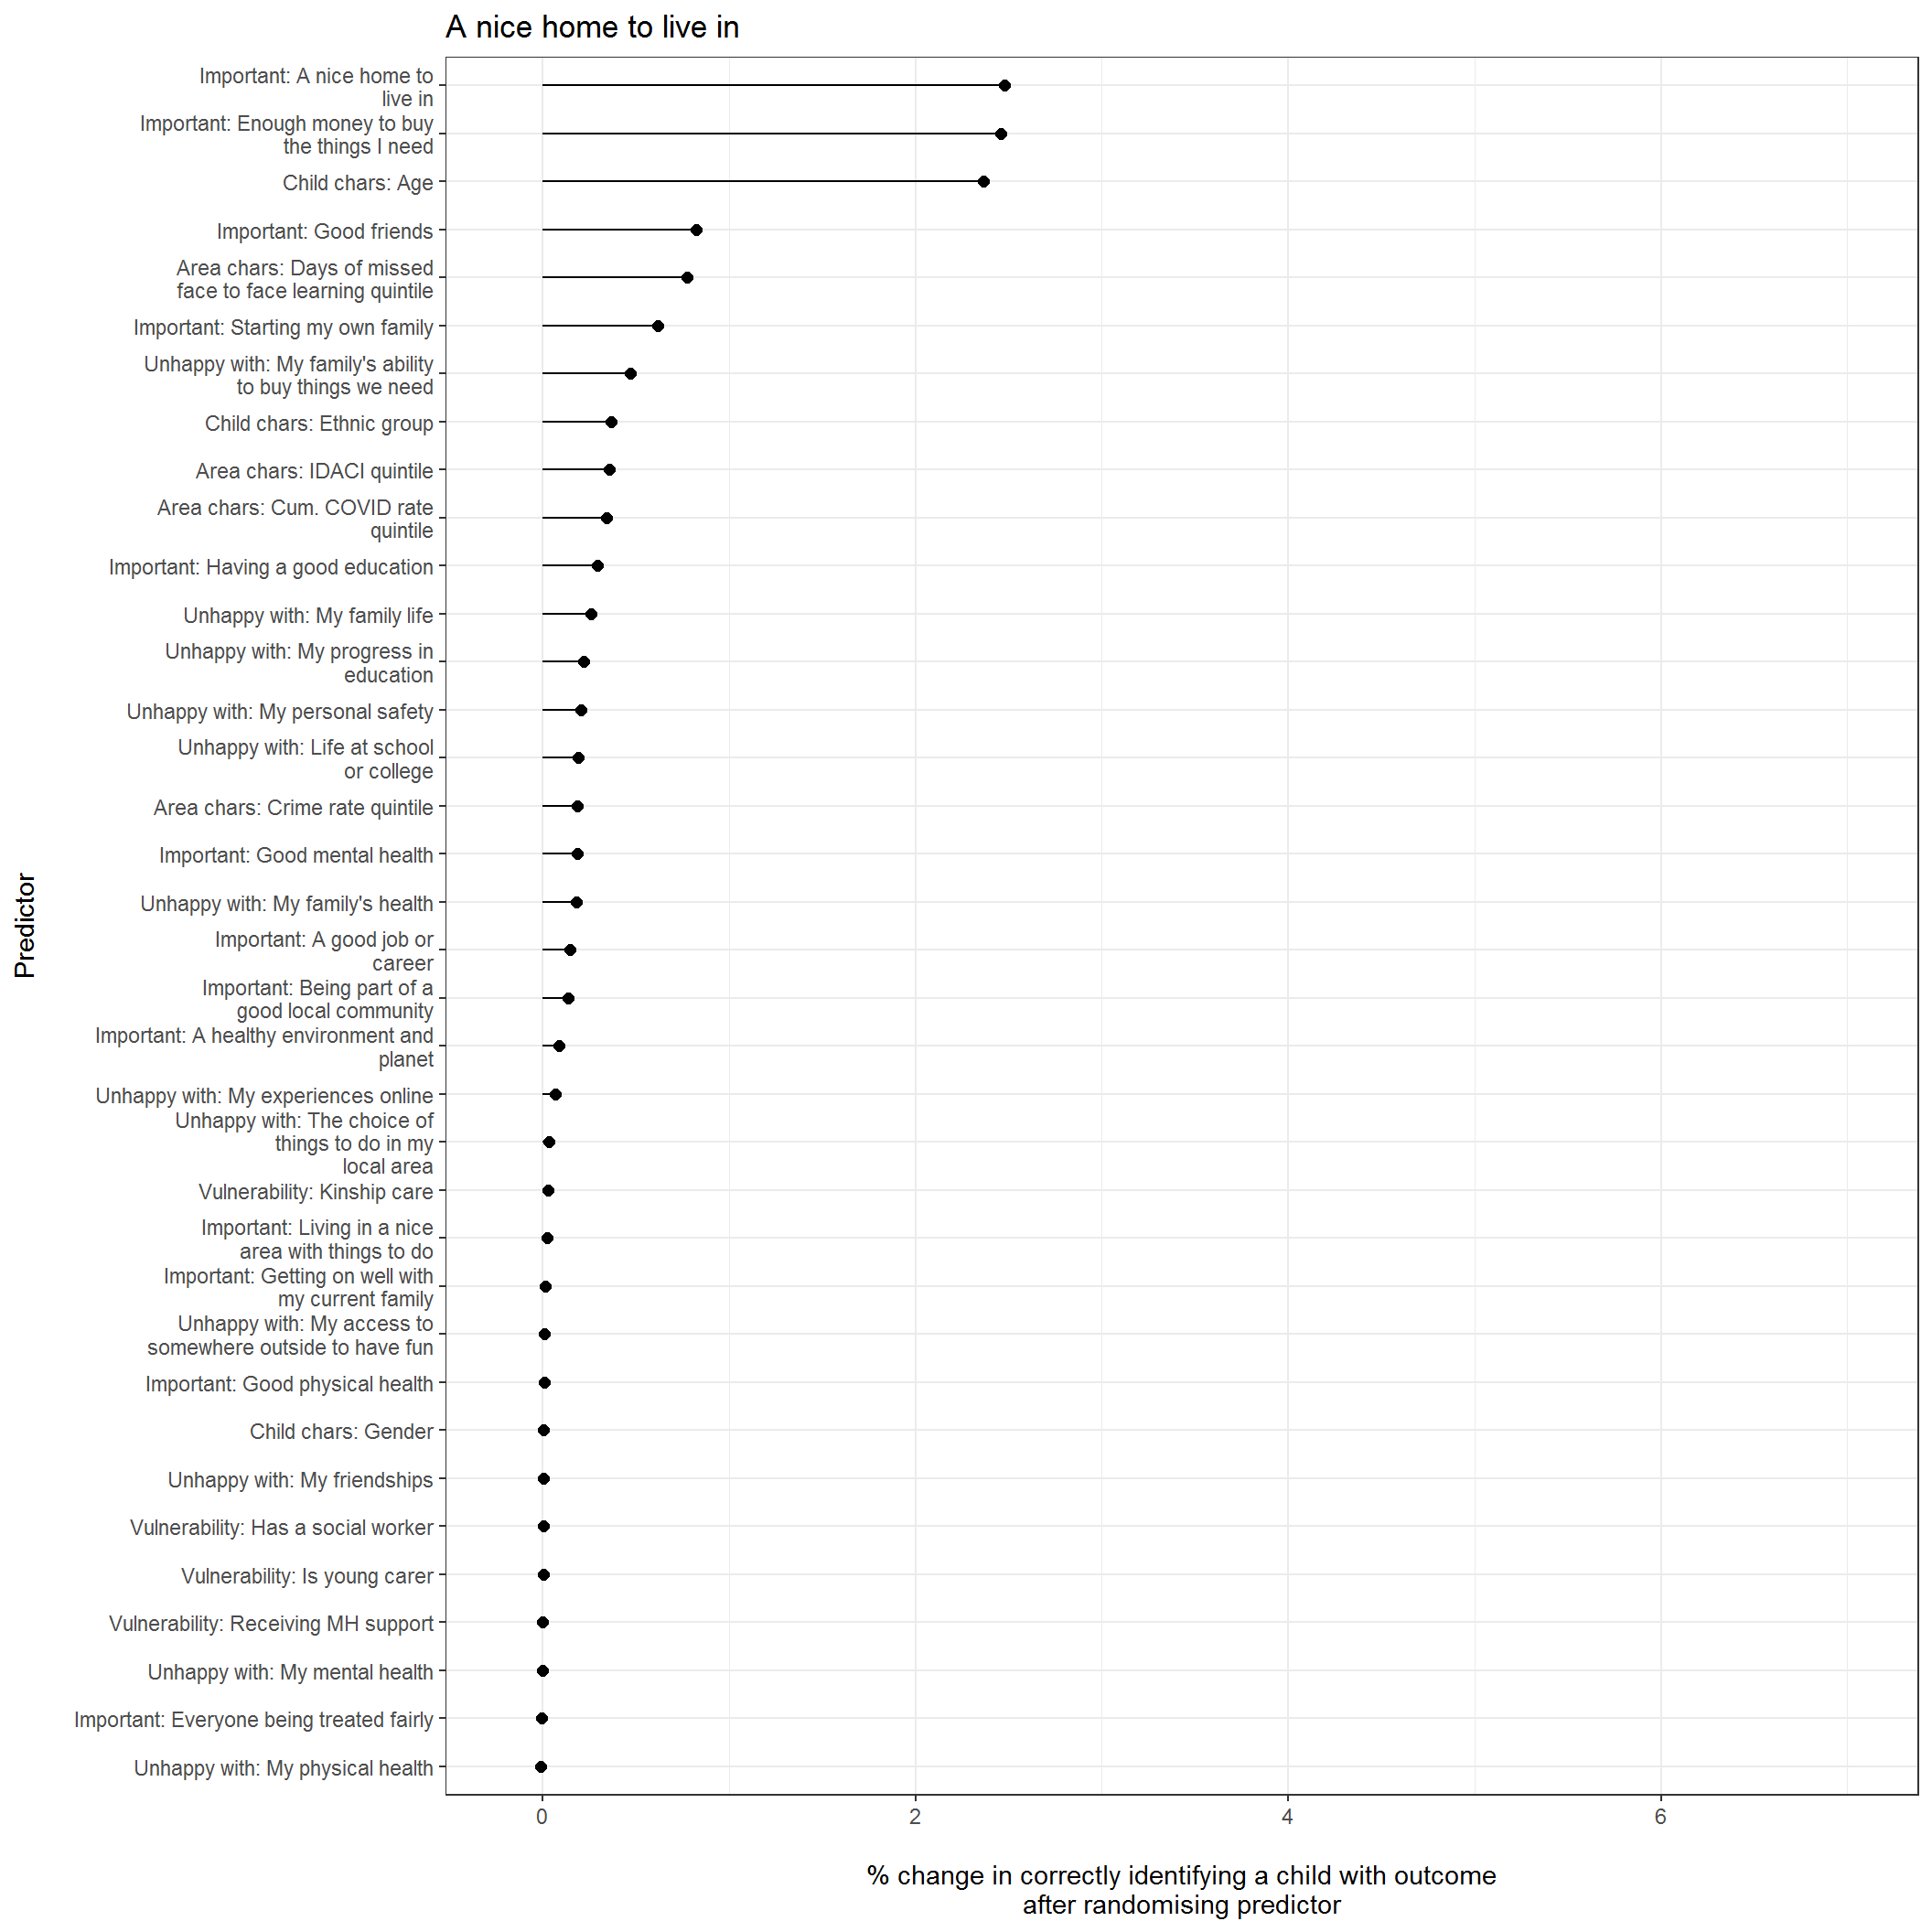 A nice home to live in
Important: A nice home to
live in
Important: Enough money to buy
the things I need
Child chars: Age
Important: Good friends
Area chars: Days of missed
face to face learning quintile
Important: Starting my own family
Unhappy with: My family's ability
to buy things we need
Child chars: Ethnic group
Area chars: IDACI quintile
Area chars: Cum. COVID rate
quintile
Important: Having a good education
Unhappy with: My family life
Unhappy with: My progress in
education
Unhappy with: My personal safety
Unhappy with: Life at school
or college
Area chars: Crime rate quintile
Important: Good mental health
Unhappy with: My family's health
Important: A good job or
career
Important: Being part of a
good local community
Important: A healthy environment and
planet
Unhappy with: My experiences online
Unhappy with: The choice of
things to do in my
local area
Vulnerability: Kinship care
Important: Living in a nice
area with things to do
Important: Getting on well with
my current family
Unhappy with: My access to
somewhere outside to have fun
Important: Good physical health
Child chars: Gender
Unhappy with: My friendships
Vulnerability: Has a social worker
Vulnerability: Is young carer
Vulnerability: Receiving MH support
Unhappy with: My mental health
Important: Everyone being treated fairly
Unhappy with: My physical health
Predictor
0 2 4 6
% change in correctly identifying a child with outcome
after randomising predictor